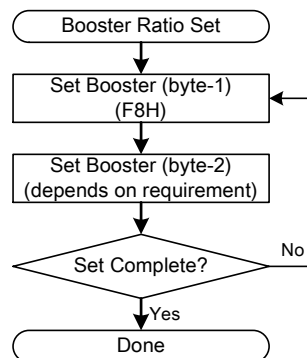 Booster Ratio Set
Set Booster (byte-1)
(F8H)
Set Booster (byte-2)
(depends on requirement)
Set Complete?
No
Yes
Done